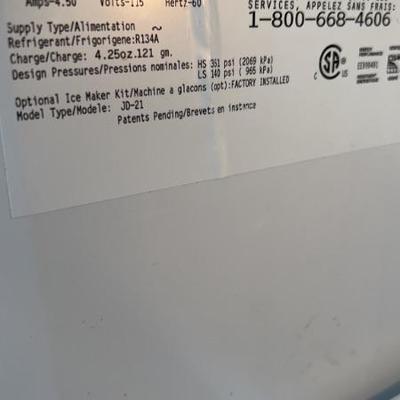 Amps-4.50 Volts-115 Hertz-60
SERVICES, APPELEZ SANS FRAIS:
1-800-668-4606
Supply Type/Alimentation ~
Refrigerant/Frigorigene:R134A
Charge/Charge: 4.25oz.121 gm.
Design Pressures/Pressions nominales: HS 351 psi (2069 kPa)
LS 140 psi ( 965 kPa)
Optional Ice Maker Kit/Machine a glacons (opt):FACTORY INSTALLED
Model Type/Modele: JD-21
Patents Pending/Brevets en instance
C SA US